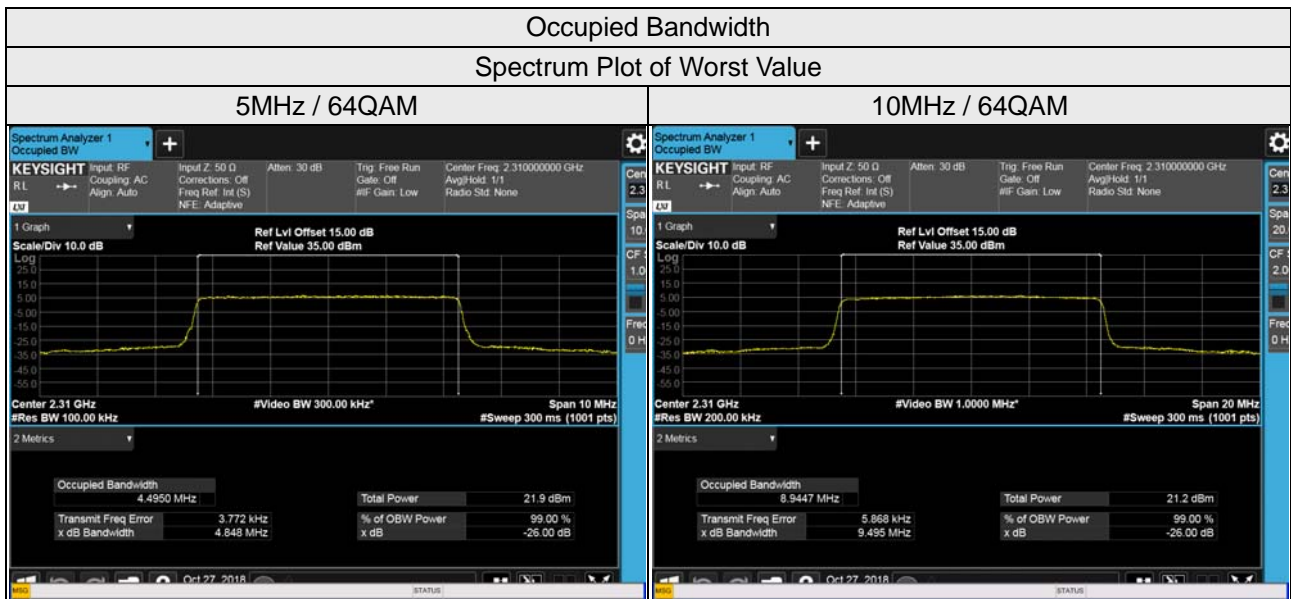 Occupied Bandwidth
Spectrum Plot of Worst Value
5MHz / 64QAM
10MHz / 64QAM
Spectrum Analyzer 1
Occupied BW
+
KEYSIGHT
R L
LXI
Input: RF
Coupling: AC
Align: Auto
Input Z: 50 Ω
Corrections: Off
Freq Ref: Int (S)
NFE: Adaptive
Atten: 30 dB
Trig: Free Run
Gate: Off
#IF Gain: Low
Center Freq: 2.310000000 GHz
Avg|Hold: 1/1
Radio Std: None
1 Graph
Scale/Div 10.0 dB
Ref Lvl Offset 15.00 dB
Ref Value 35.00 dBm
Log
25.0
15.0
5.00
-5.00
-15.0
-25.0
-35.0
-45.0
-55.0
Center 2.31 GHz
#Res BW 100.00 kHz
#Video BW 300.00 kHz*
Span 10 MHz
#Sweep 300 ms (1001 pts)
2 Metrics
Occupied Bandwidth
4.4950 MHz
Total Power 21.9 dBm
Transmit Freq Error 3.772 kHz
% of OBW Power 99.00 %
x dB Bandwidth 4.848 MHz
x dB -26.00 dB
Oct 27, 2018
MSG
STATUS
Spectrum Analyzer 1
Occupied BW
+
KEYSIGHT
R L
LXI
Input: RF
Coupling: AC
Align: Auto
Input Z: 50 Ω
Corrections: Off
Freq Ref: Int (S)
NFE: Adaptive
Atten: 30 dB
Trig: Free Run
Gate: Off
#IF Gain: Low
Center Freq: 2.310000000 GHz
Avg|Hold: 1/1
Radio Std: None
1 Graph
Scale/Div 10.0 dB
Ref Lvl Offset 15.00 dB
Ref Value 35.00 dBm
Log
25.0
15.0
5.00
-5.00
-15.0
-25.0
-35.0
-45.0
-55.0
Center 2.31 GHz
#Res BW 200.00 kHz
#Video BW 1.0000 MHz*
Span 20 MHz
#Sweep 300 ms (1001 pts)
2 Metrics
Occupied Bandwidth
8.9447 MHz
Total Power 21.2 dBm
Transmit Freq Error 5.868 kHz
% of OBW Power 99.00 %
x dB Bandwidth 9.495 MHz
x dB -26.00 dB
Oct 27, 2018
MSG
STATUS